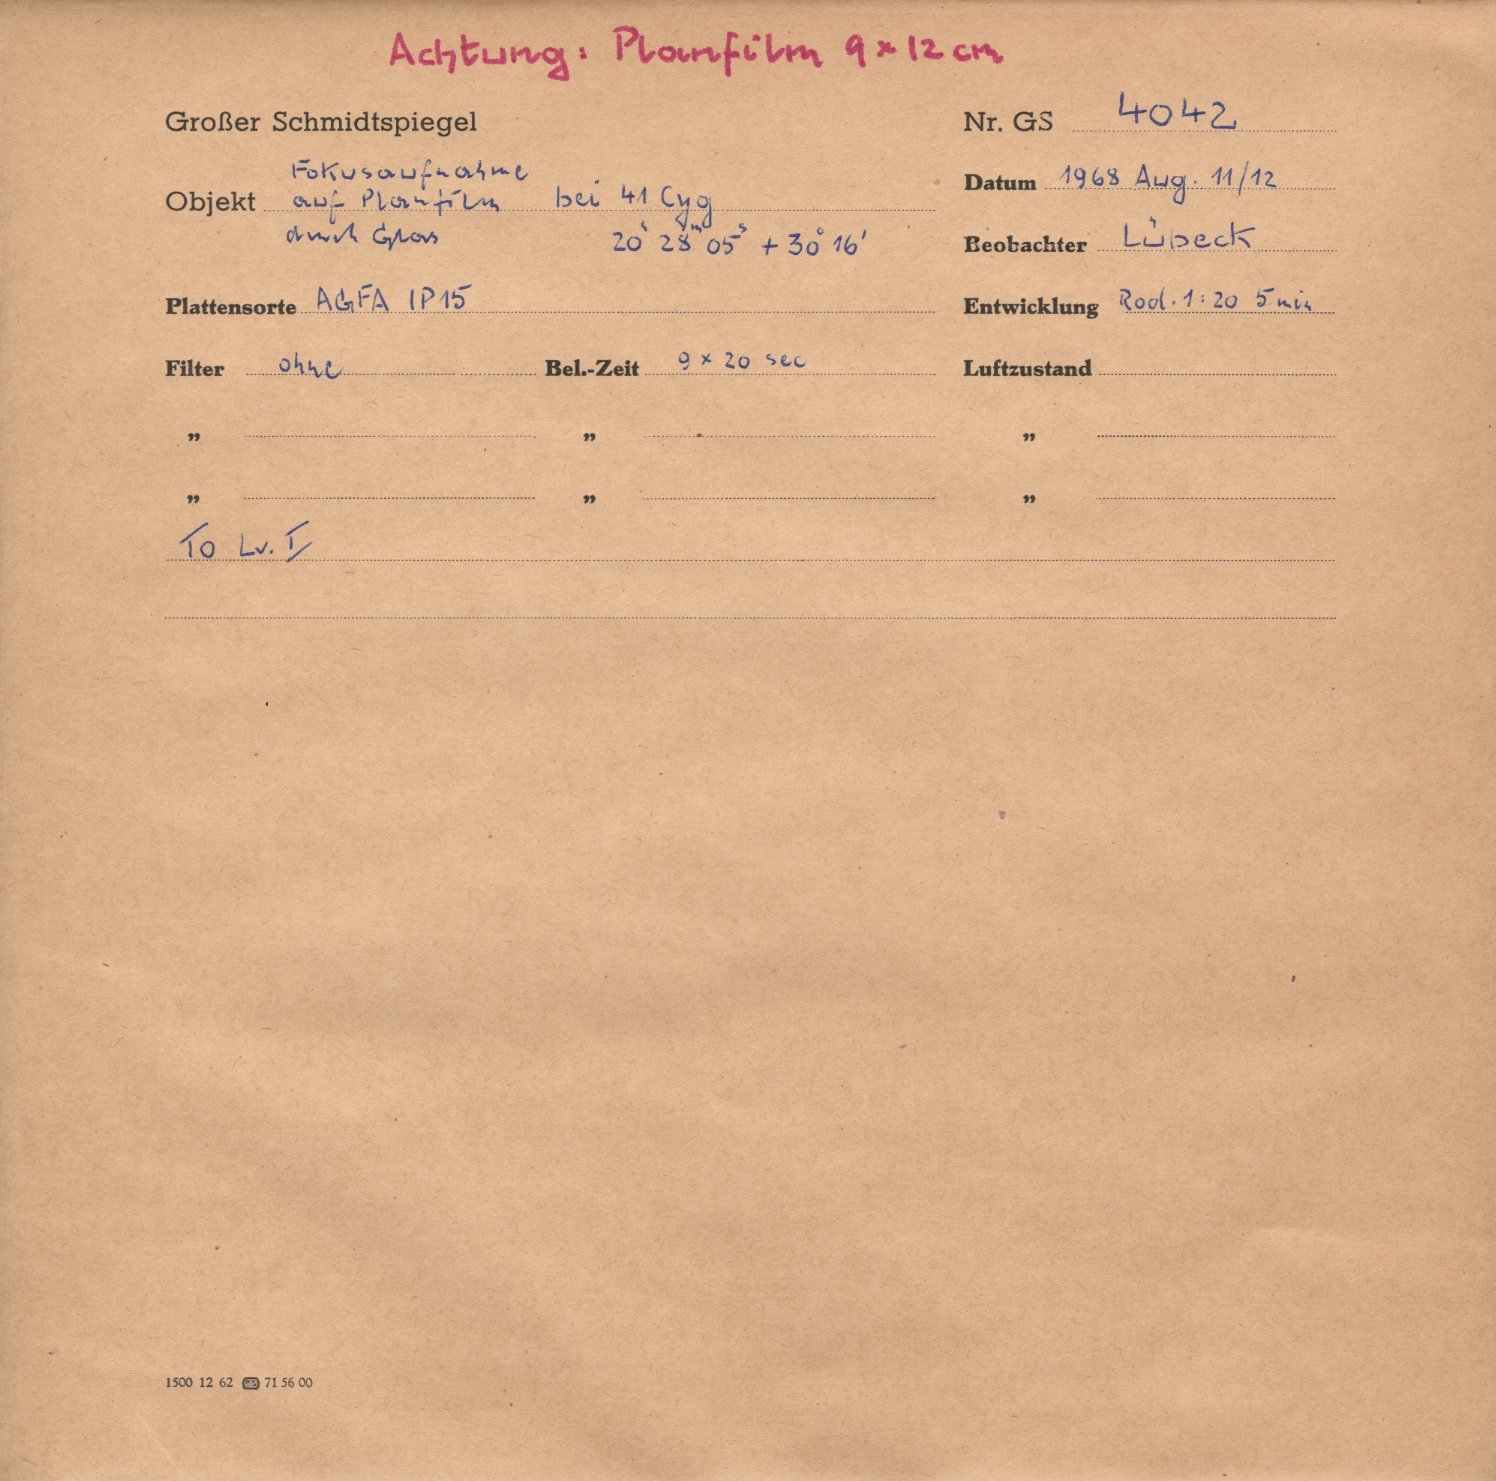 Achtung: Planfilm 9 x 12 cm
Großer Schmidtspiegel
Nr. GS 4042
Objekt Fokusaufnahme
auf Planfilm bei 41 Cyg
durch Glas 20ʰ 28ᵐ 05ˢ + 30° 16'
Datum 1968 Aug. 11/12
Beobachter Lübeck
Plattensorte AGFA IP15
Entwicklung Rod. 1:20 5 min
Filter ohne Bel.-Zeit 9 x 20 sec Luftzustand
„ „ „
„ „ „
TO Lv. I
1500 12 62 71 56 00